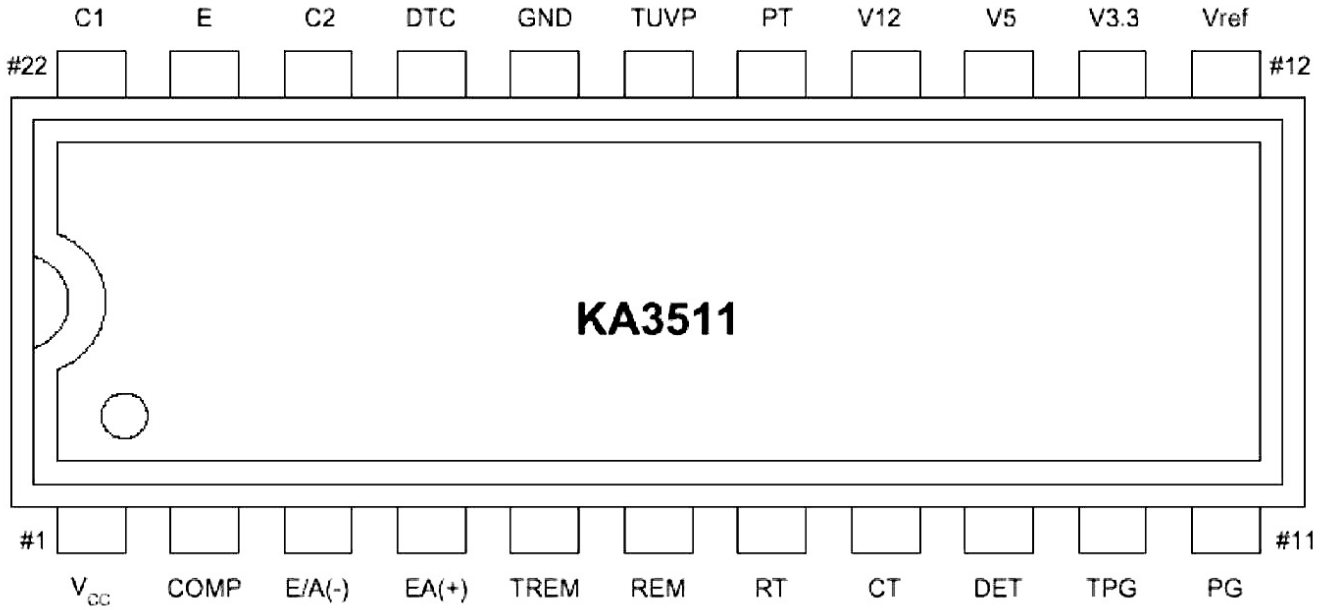 C1 E C2 DTC GND TUVP PT V12 V5 V3.3 Vref
#22 #12
KA3511
#1 #11
VCC COMP E/A(-) EA(+) TREM REM RT CT DET TPG PG